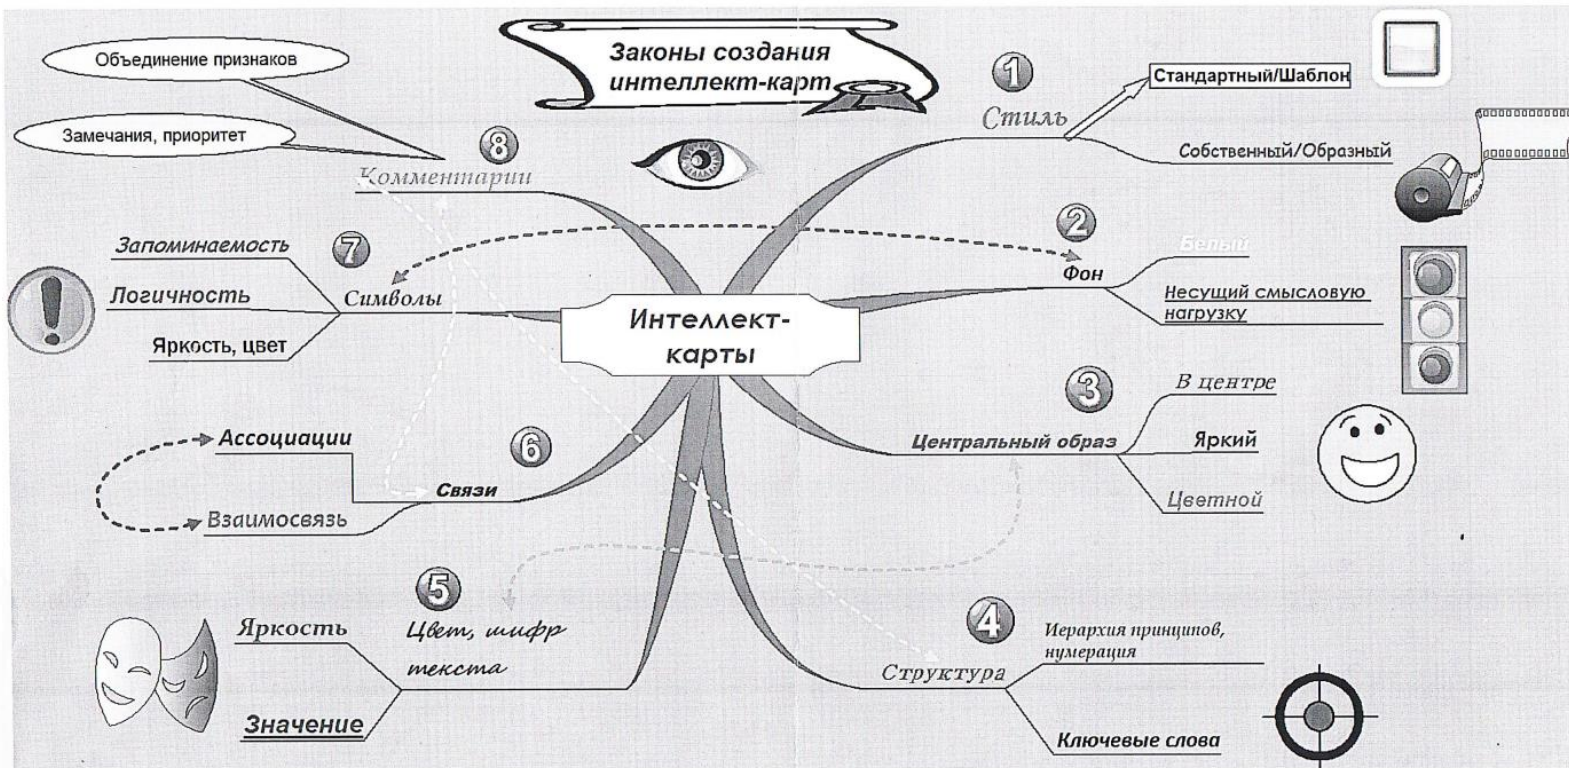 Законы создания
интеллект-карт
Интеллект-
карты
1
Стиль
Стандартный/Шаблон
Собственный/Образный
2
Фон
Белый
Несущий смысловую
нагрузку
3
Центральный образ
В центре
Яркий
Цветной
4
Структура
Иерархия принципов,
нумерация
Ключевые слова
5
Цвет, шифр
текста
Яркость
Значение
6
Связи
Ассоциации
Взаимосвязь
7
Символы
Запоминаемость
Логичность
Яркость, цвет
8
Комментарии
Объединение признаков
Замечания, приоритет